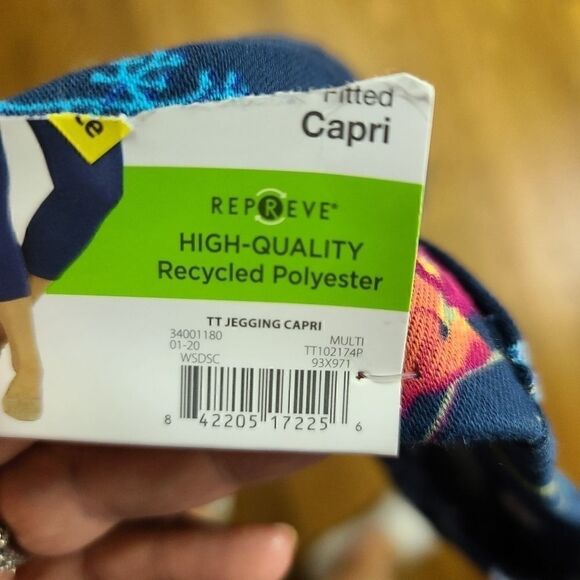 Fitted
Capri
REPREVE®
HIGH-QUALITY
Recycled Polyester
TT JEGGING CAPRI
34001180 MULTI
01-20 TT102174P
WSDSC 93X971
8 42205 17225 6